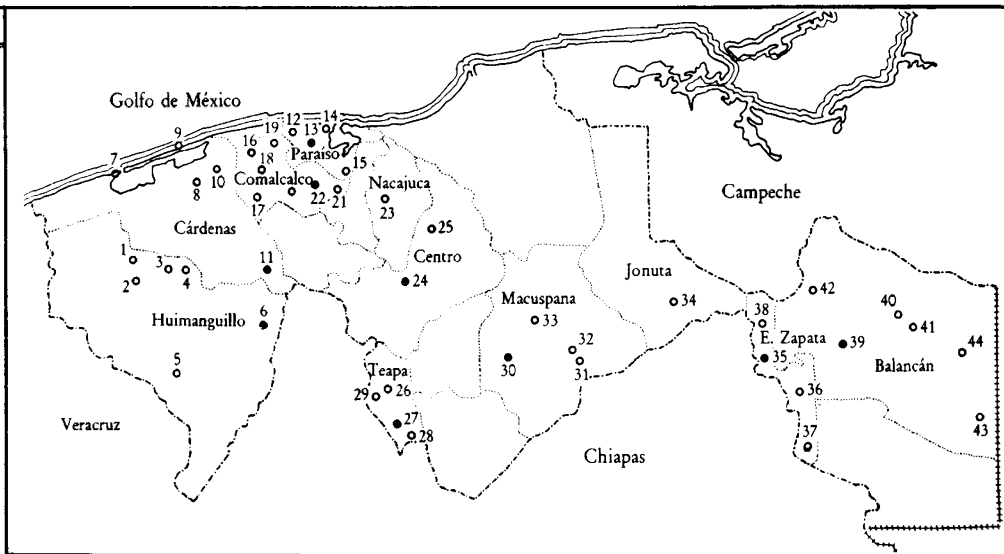 Golfo de México
12
14
13
19
9
16
Paraíso
7
18
15
Comalcalco
Nacajuca
8
10
22
21
Campeche
17
23
Cárdenas
25
1
3
11
Centro
Jonuta
2
4
24
42
40
Macuspana
34
6
38
Huimanguillo
33
41
32
E. Zapata
39
44
5
Teapa
30
31
35
Balancán
29
26
36
Veracruz
27
28
43
37
Chiapas